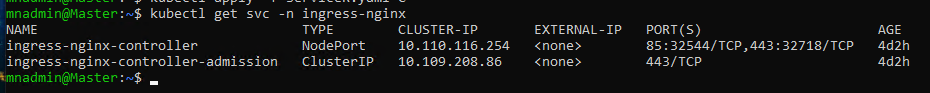 mnadmin@Master:~$ kubectl get svc -n ingress-nginx
NAME TYPE CLUSTER-IP EXTERNAL-IP PORT(S) AGE
ingress-nginx-controller NodePort 10.110.116.254 <none> 85:32544/TCP,443:32718/TCP 4d2h
ingress-nginx-controller-admission ClusterIP 10.109.208.86 <none> 443/TCP 4d2h
mnadmin@Master:~$